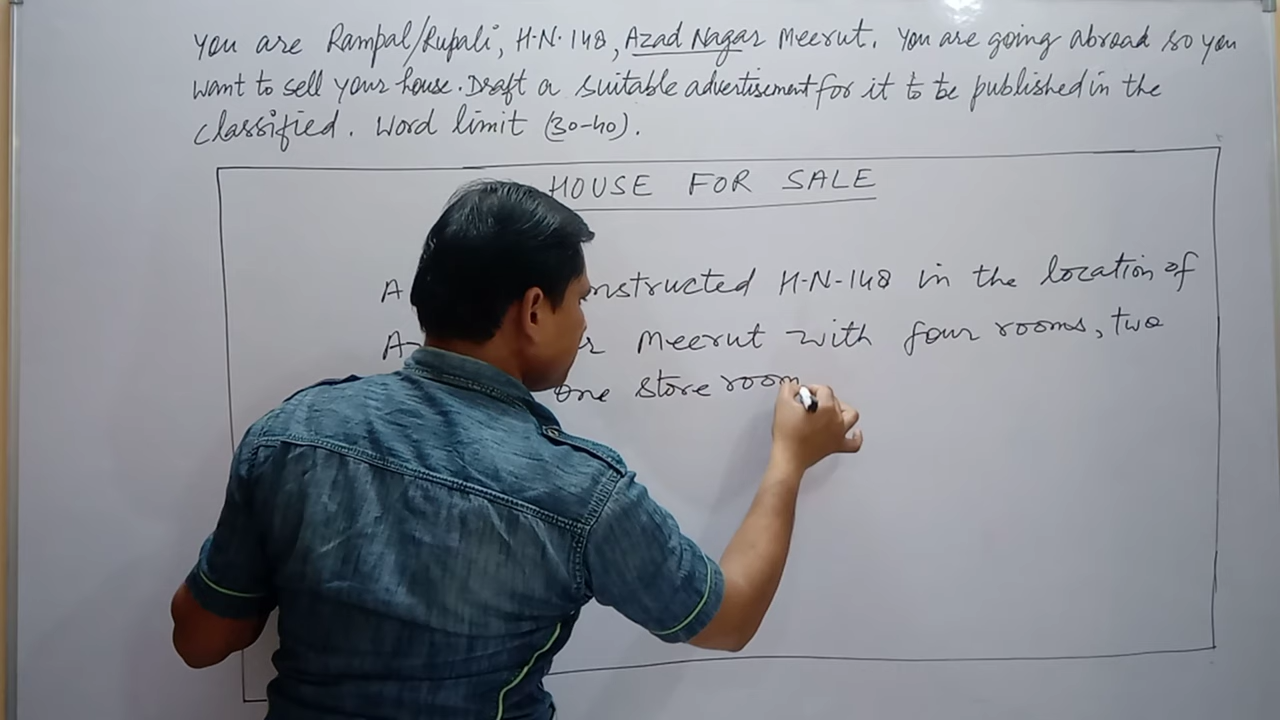 You are Rampal/Rupali, H.N. 148, Azad Nagar Meerut. You are going abroad so you
want to sell your house. Draft a suitable advertisement for it to be published in the
classified. Word limit (30-40).
HOUSE FOR SALE
A nstructed H-N-148 in the location of
A Meerut with four rooms, two
one store room